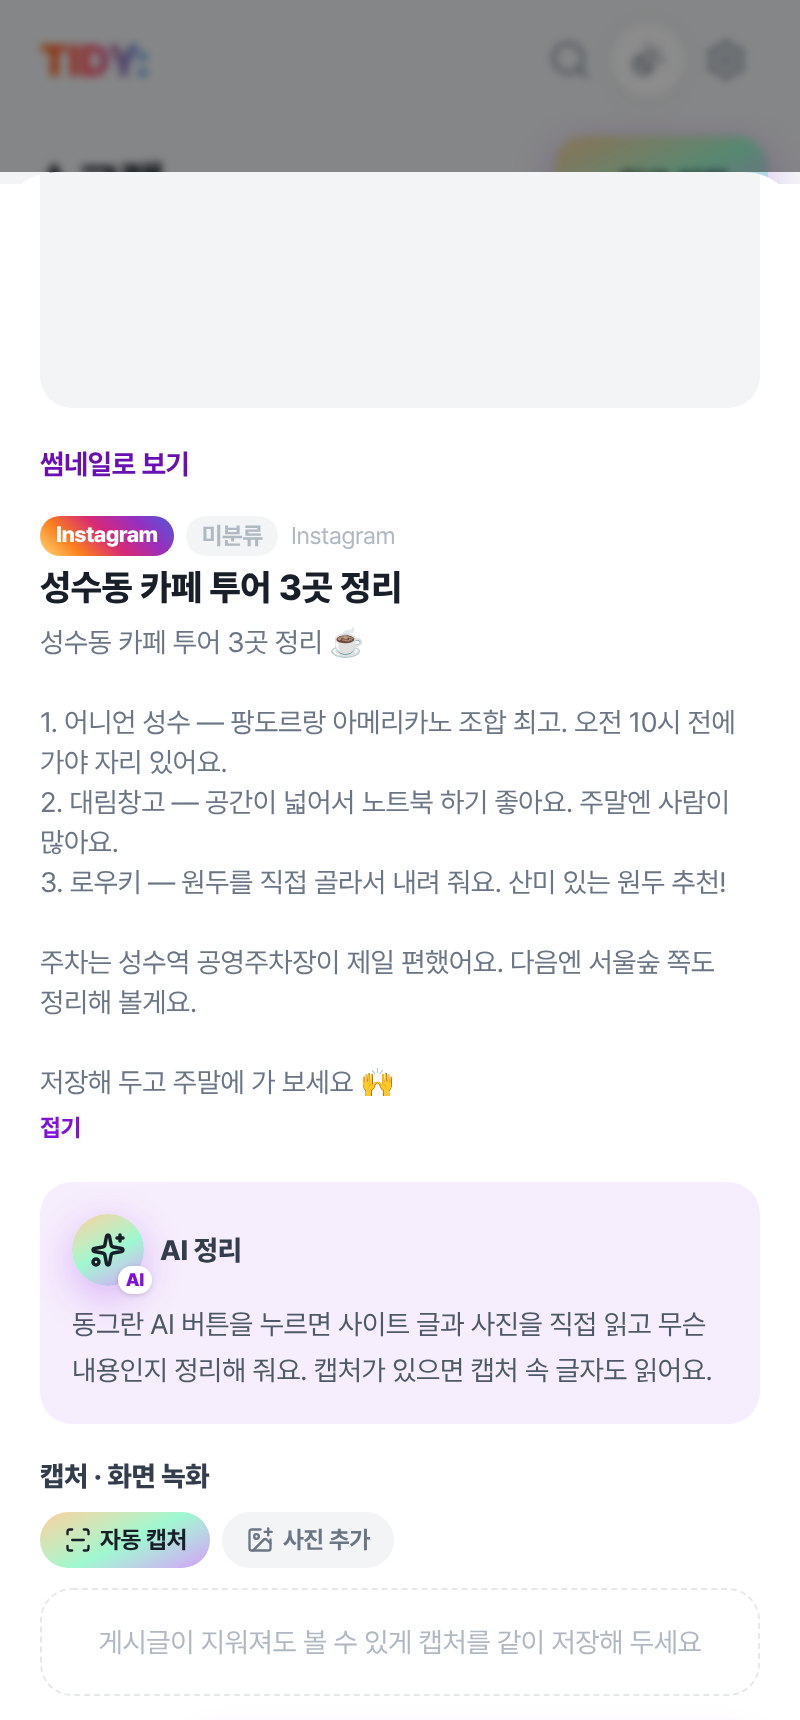 TIDY:
썸네일로 보기
Instagram 미분류 Instagram
성수동 카페 투어 3곳 정리
성수동 카페 투어 3곳 정리 ☕
1. 어니언 성수 — 팡도르랑 아메리카노 조합 최고. 오전 10시 전에
가야 자리 있어요.
2. 대림창고 — 공간이 넓어서 노트북 하기 좋아요. 주말엔 사람이
많아요.
3. 로우키 — 원두를 직접 골라서 내려 줘요. 산미 있는 원두 추천!
주차는 성수역 공영주차장이 제일 편했어요. 다음엔 서울숲 쪽도
정리해 볼게요.
저장해 두고 주말에 가 보세요 🙌
접기
AI 정리
AI
동그란 AI 버튼을 누르면 사이트 글과 사진을 직접 읽고 무슨
내용인지 정리해 줘요. 캡처가 있으면 캡처 속 글자도 읽어요.
캡처 · 화면 녹화
자동 캡처 사진 추가
게시글이 지워져도 볼 수 있게 캡처를 같이 저장해 두세요